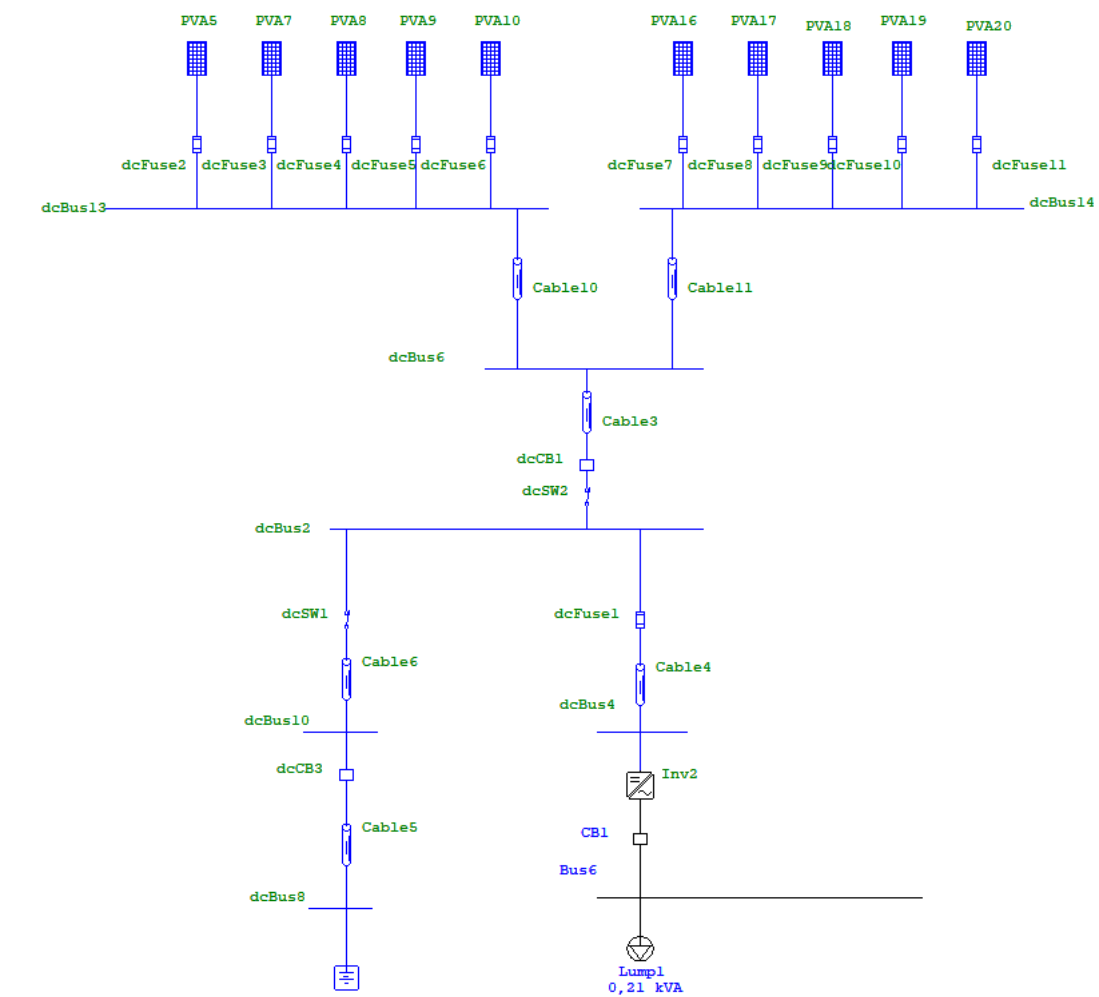 PVA5 PVA7 PVA8 PVA9 PVA10 PVA16 PVA17 PVA18 PVA19 PVA20
dcFuse2 dcFuse3 dcFuse4 dcFuse5 dcFuse6 dcFuse7 dcFuse8 dcFuse9 dcFuse10 dcFuse11
dcBus13 dcBus14
Cable10 Cable11
dcBus6
Cable3
dcCB1
dcSW2
dcBus2
dcSW1 dcFuse1
Cable6 Cable4
dcBus4
dcBus10
dcCB3 Inv2
Cable5 CB1
Bus6
dcBus8
Lump1
0,21 kVA